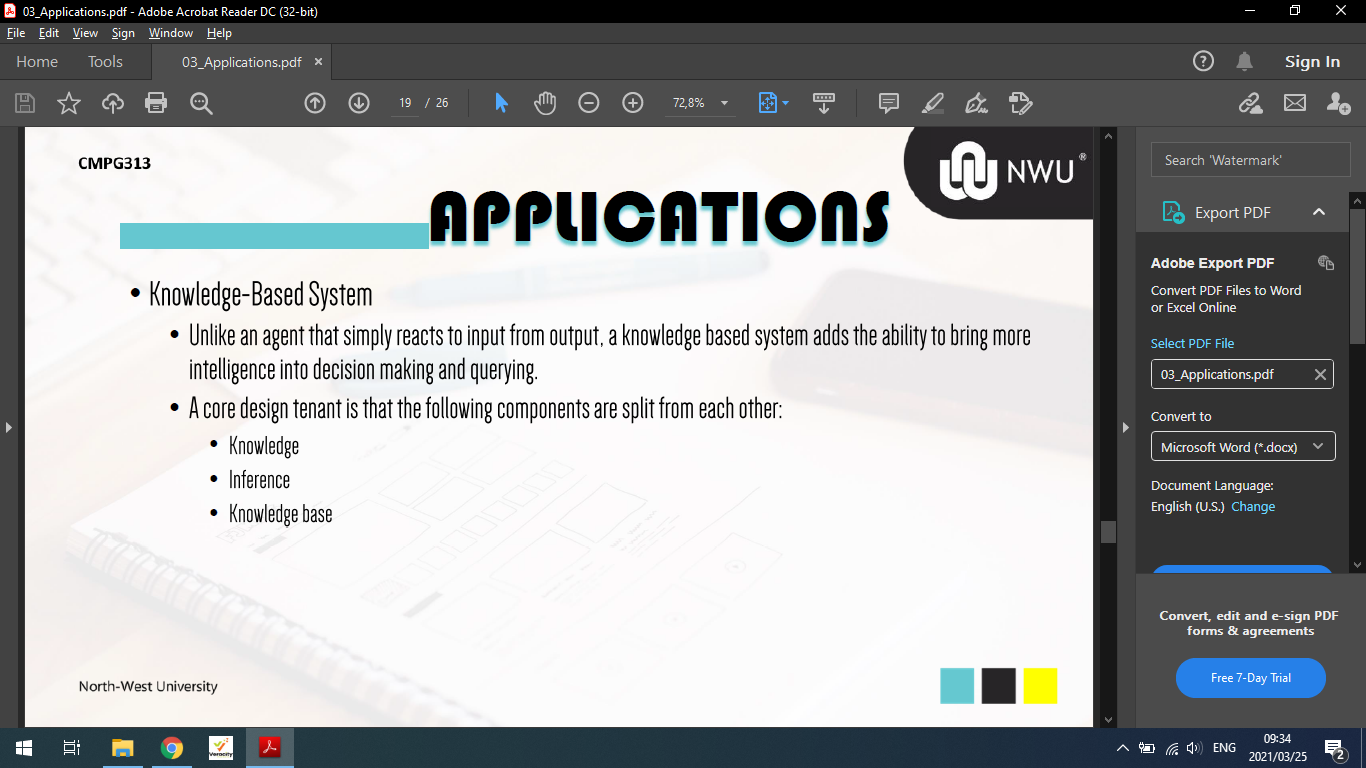 03_Applications.pdf - Adobe Acrobat Reader DC (32-bit)
File Edit View Sign Window Help
Home Tools 03_Applications.pdf ×
Sign In
19 / 26
72,8%
CMPG313
NWU®
APPLICATIONS
• Knowledge-Based System
• Unlike an agent that simply reacts to input from output, a knowledge based system adds the ability to bring more
intelligence into decision making and querying.
• A core design tenant is that the following components are split from each other:
• Knowledge
• Inference
• Knowledge base
North-West University
Search 'Watermark'
Export PDF
Adobe Export PDF
Convert PDF Files to Word
or Excel Online
Select PDF File
03_Applications.pdf
Convert to
Microsoft Word (*.docx)
Document Language:
English (U.S.) Change
Convert, edit and e-sign PDF
forms & agreements
Free 7-Day Trial
Veracity
ENG
09:34
2021/03/25
2